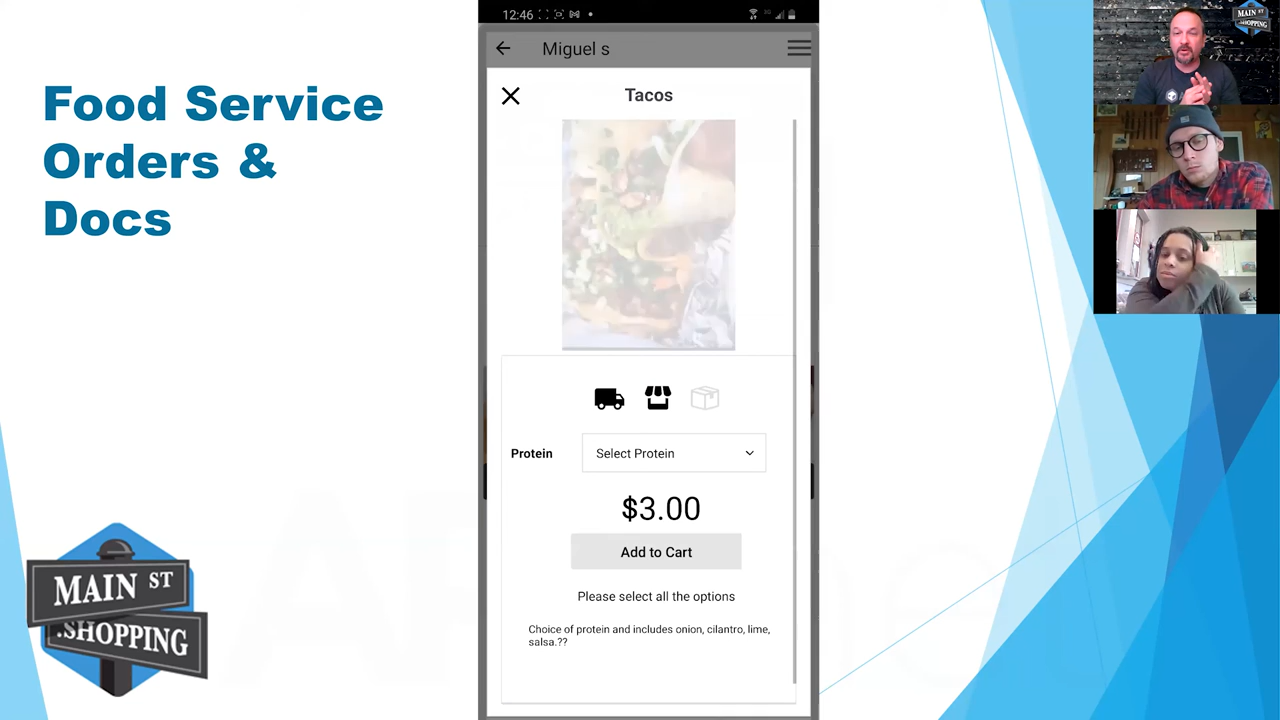 Food Service
Orders &
Docs
12:46
3G
Miguel s
Tacos
Protein
Select Protein
$3.00
Add to Cart
Please select all the options
Choice of protein and includes onion, cilantro, lime,
salsa.??
MAIN ST
.SHOPPING
MAIN ST
.SHOPPING